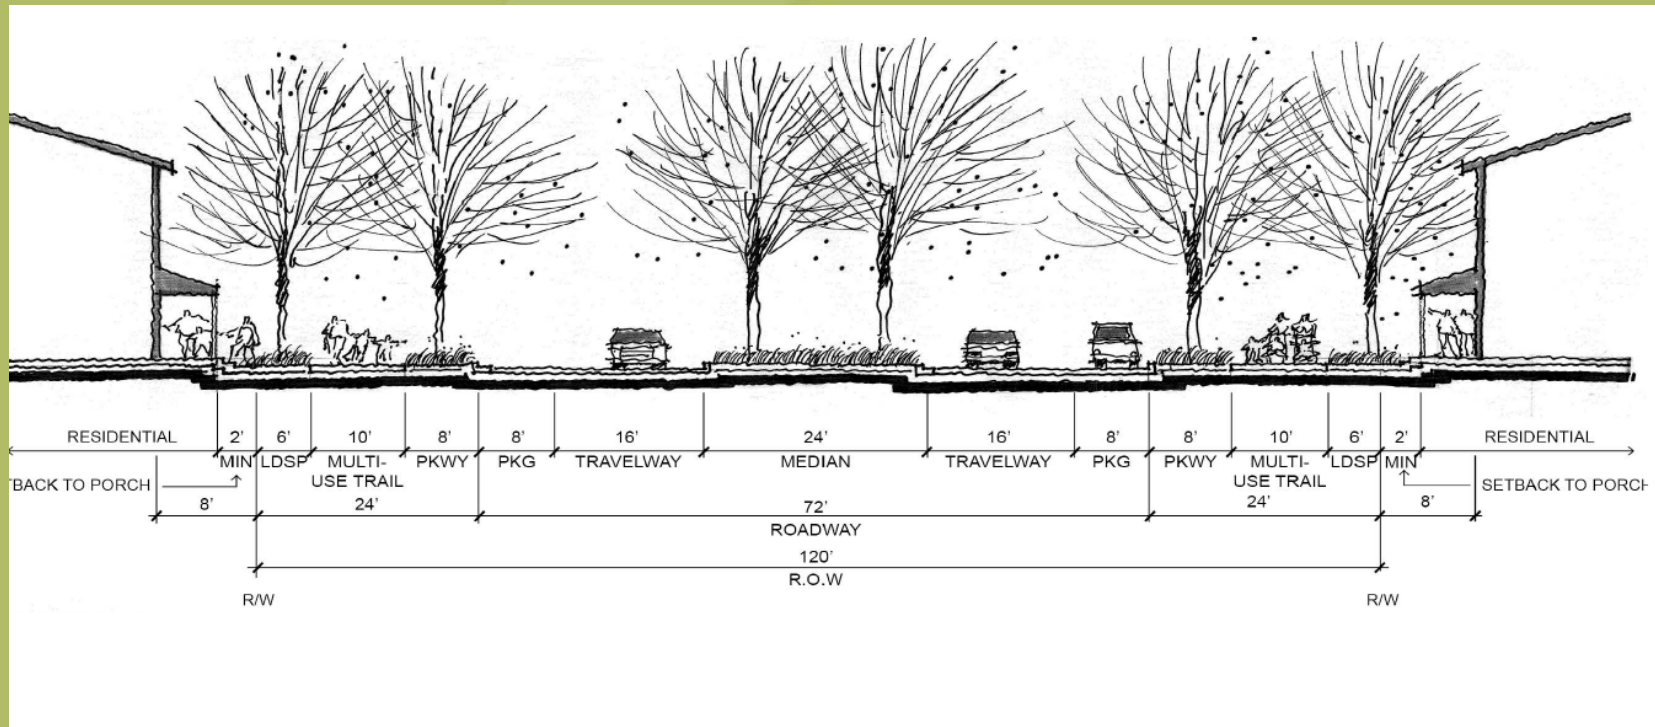 RESIDENTIAL 2' 6' 10' 8' 8' 16' 24' 16' 8' 8' 10' 6' 2' RESIDENTIAL
MIN LDSP MULTI- PKWY PKG TRAVELWAY MEDIAN TRAVELWAY PKG PKWY MULTI- LDSP MIN
USE TRAIL USE TRAIL
TBACK TO PORCH SETBACK TO PORCH
8' 24' 72' 24' 8'
ROADWAY
120'
R.O.W
R/W R/W